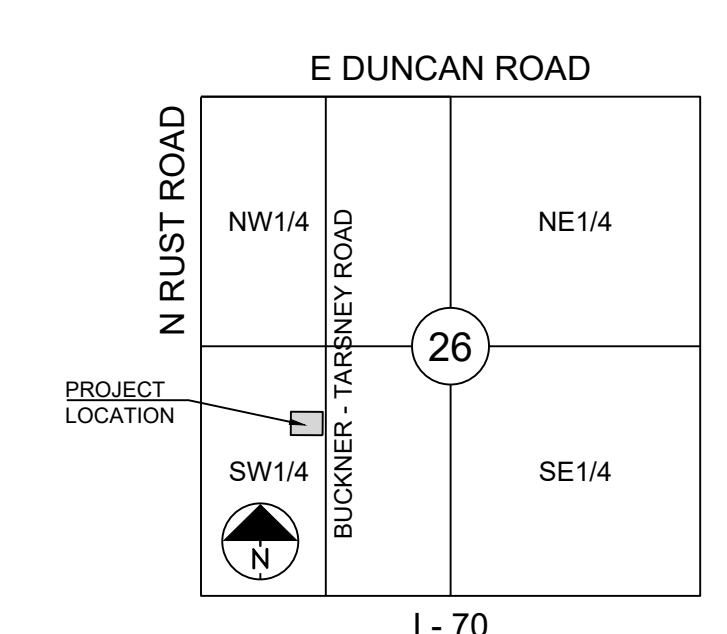 E DUNCAN ROAD
N RUST ROAD
NW1/4
BUCKNER - TARSNEY ROAD
NE1/4
26
PROJECT
LOCATION
SW1/4
SE1/4
N
I - 70